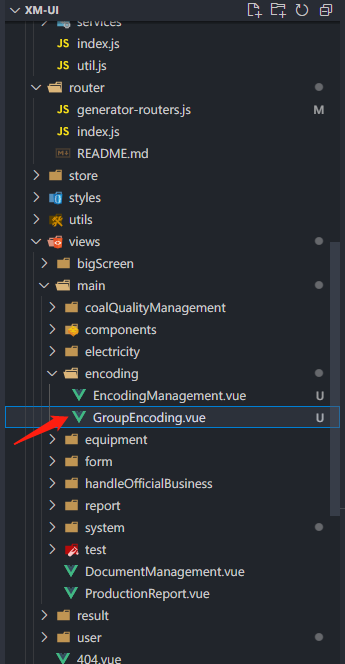 XM-UI
services
JS index.js
JS util.js
router
JS generator-routers.js M
JS index.js
README.md
store
styles
utils
views
bigScreen
main
coalQualityManagement
components
electricity
encoding
EncodingManagement.vue U
GroupEncoding.vue U
equipment
form
handleOfficialBusiness
report
system
test
DocumentManagement.vue
ProductionReport.vue
result
user
404.vue